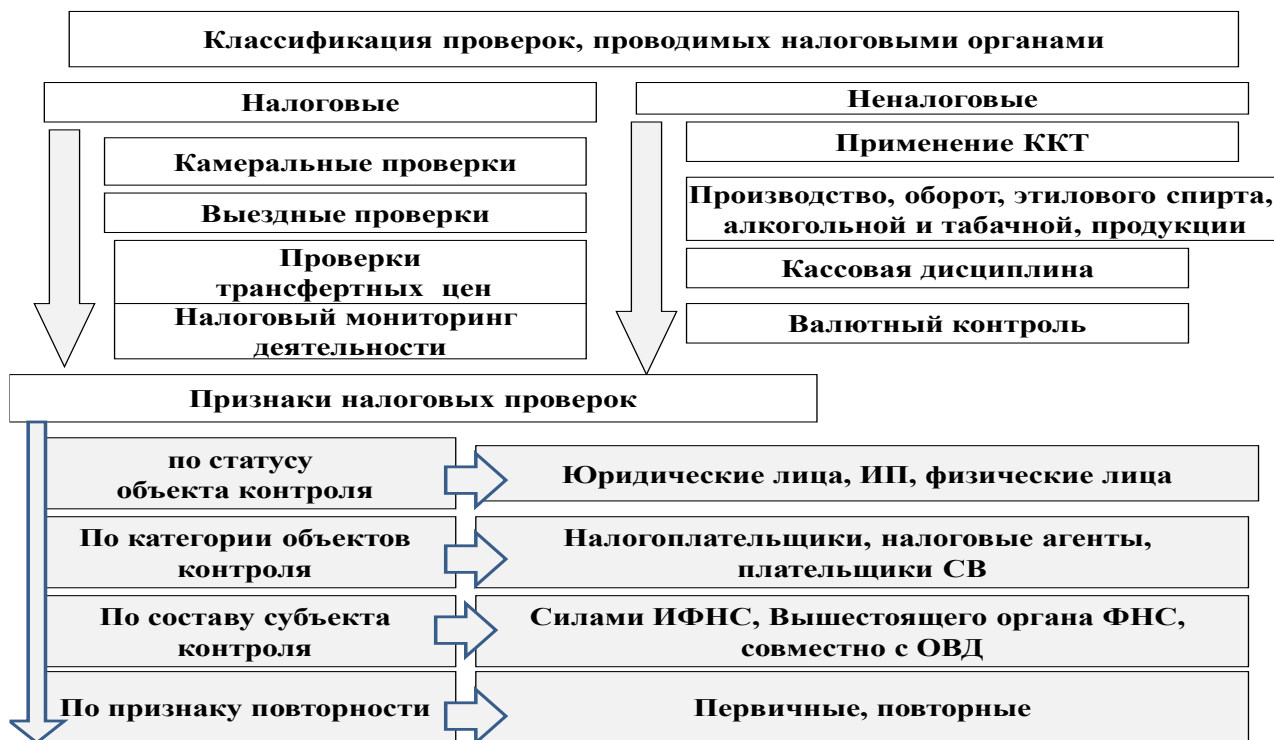 Классификация проверок, проводимых налоговыми органами
Налоговые
Камеральные проверки
Выездные проверки
Проверки
трансфертных цен
Налоговый мониторинг
деятельности
Неналоговые
Применение ККТ
Производство, оборот, этилового спирта,
алкогольной и табачной, продукции
Кассовая дисциплина
Валютный контроль
Признаки налоговых проверок
по статусу
объекта контроля
Юридические лица, ИП, физические лица
По категории объектов
контроля
Налогоплательщики, налоговые агенты,
плательщики СВ
По составу субъекта
контроля
Силами ИФНС, Вышестоящего органа ФНС,
совместно с ОВД
По признаку повторности
Первичные, повторные